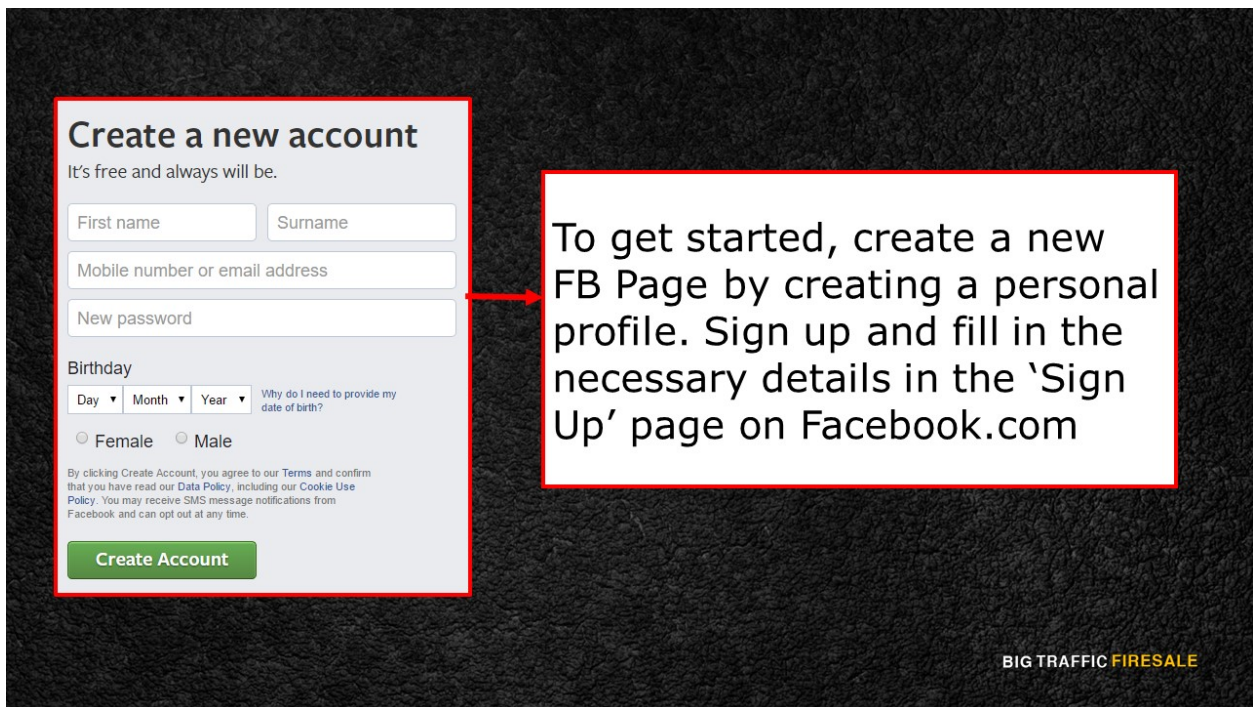 Create a new account
It's free and always will be.
First name Surname
Mobile number or email address
New password
Birthday
Day Month Year Why do I need to provide my
date of birth?
Female Male
By clicking Create Account, you agree to our Terms and confirm
that you have read our Data Policy, including our Cookie Use
Policy. You may receive SMS message notifications from
Facebook and can opt out at any time.
Create Account
To get started, create a new
FB Page by creating a personal
profile. Sign up and fill in the
necessary details in the ‘Sign
Up’ page on Facebook.com
BIG TRAFFIC FIRESALE